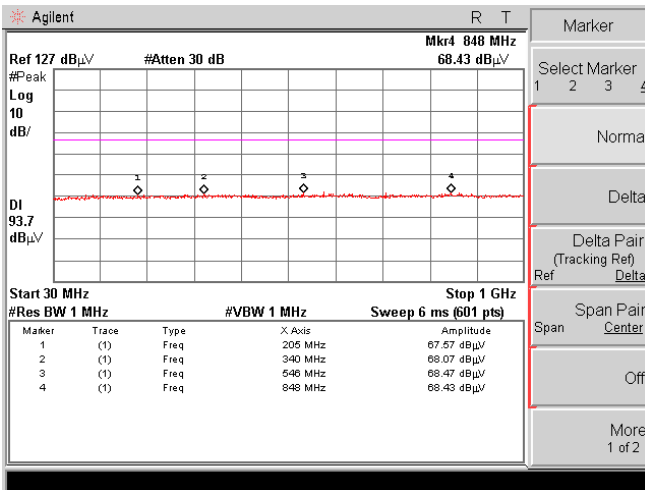 Agilent R T
Mkr4 848 MHz
Ref 127 dBµV #Atten 30 dB 68.43 dBµV
#Peak
Log
10
dB/
1 2 3 4
DI
93.7
dBµV
Start 30 MHz Stop 1 GHz
#Res BW 1 MHz #VBW 1 MHz Sweep 6 ms (601 pts)
Marker Trace Type X Axis Amplitude
1 (1) Freq 205 MHz 67.57 dBµV
2 (1) Freq 340 MHz 68.07 dBµV
3 (1) Freq 546 MHz 68.47 dBµV
4 (1) Freq 848 MHz 68.43 dBµV
Marker
Select Marker
1 2 3 4
Norma
Delta
Delta Pair
(Tracking Ref)
Ref Delta
Span Pair
Span Center
Off
More
1 of 2